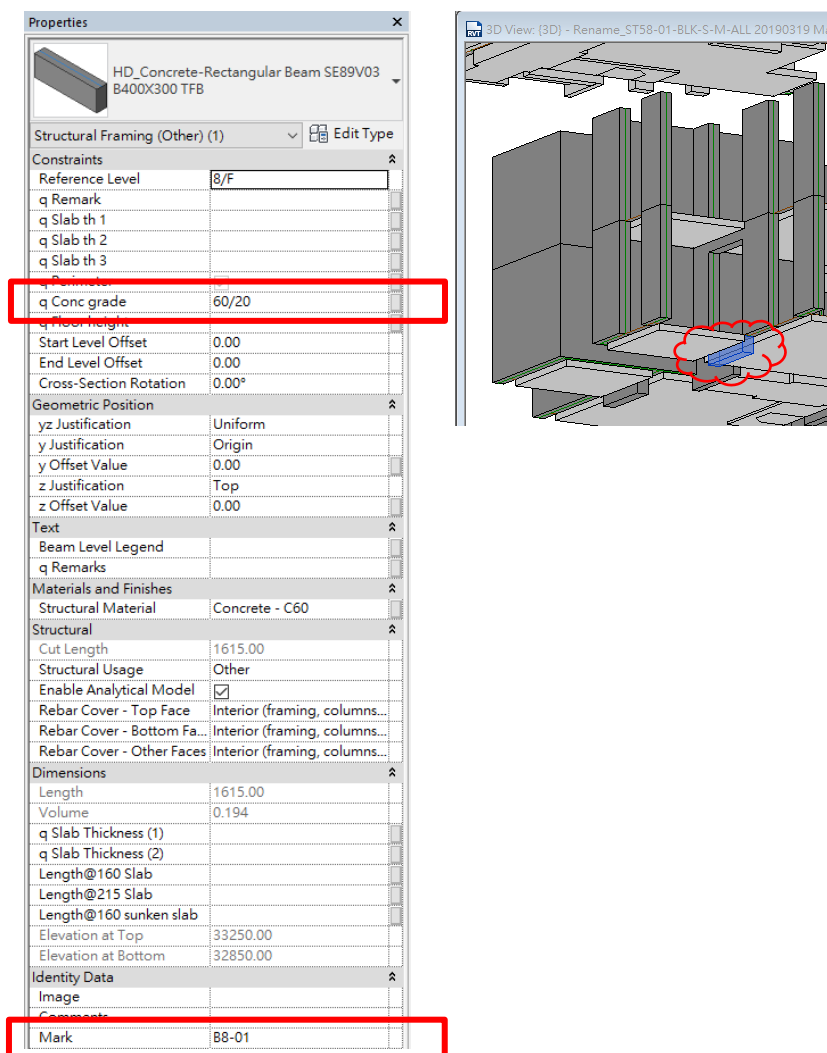 Properties
HD_Concrete-Rectangular Beam SE89V03
B400X300 TFB
Structural Framing (Other) (1) Edit Type
Constraints
Reference Level 8/F
q Remark
q Slab th 1
q Slab th 2
q Slab th 3
q Perimeter
q Conc grade 60/20
q Floor height
Start Level Offset 0.00
End Level Offset 0.00
Cross-Section Rotation 0.00°
Geometric Position
yz Justification Uniform
y Justification Origin
y Offset Value 0.00
z Justification Top
z Offset Value 0.00
Text
Beam Level Legend
q Remarks
Materials and Finishes
Structural Material Concrete - C60
Structural
Cut Length 1615.00
Structural Usage Other
Enable Analytical Model
Rebar Cover - Top Face Interior (framing, columns...
Rebar Cover - Bottom Fa... Interior (framing, columns...
Rebar Cover - Other Faces Interior (framing, columns...
Dimensions
Length 1615.00
Volume 0.194
q Slab Thickness (1)
q Slab Thickness (2)
Length@160 Slab
Length@215 Slab
Length@160 sunken slab
Elevation at Top 33250.00
Elevation at Bottom 32850.00
Identity Data
Image
Comments
Mark B8-01
RVT 3D View: {3D} - Rename_ST58-01-BLK-S-M-ALL 20190319 Ma